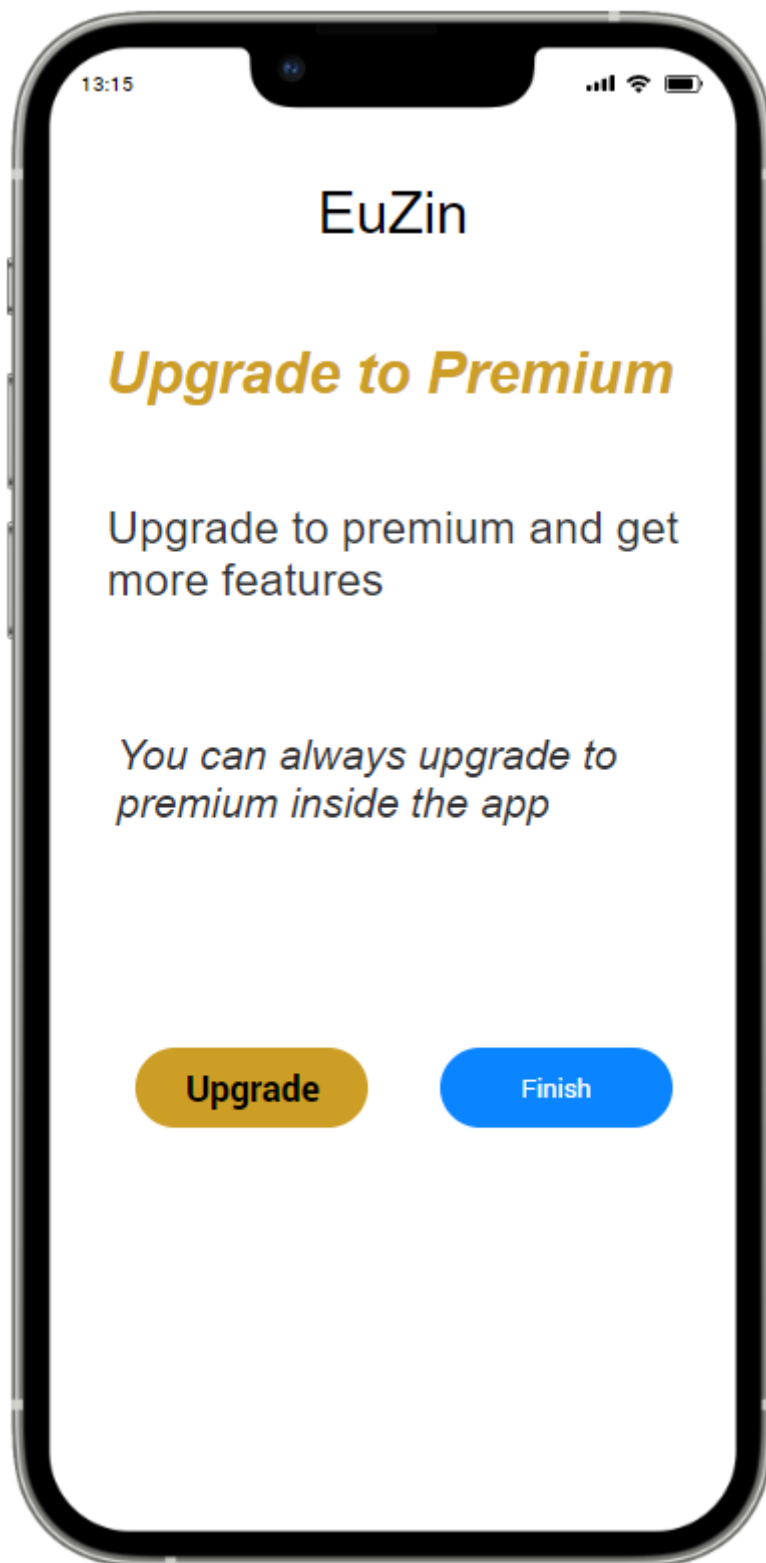 13:15
EuZin
Upgrade to Premium
Upgrade to premium and get
more features
You can always upgrade to
premium inside the app
Upgrade
Finish